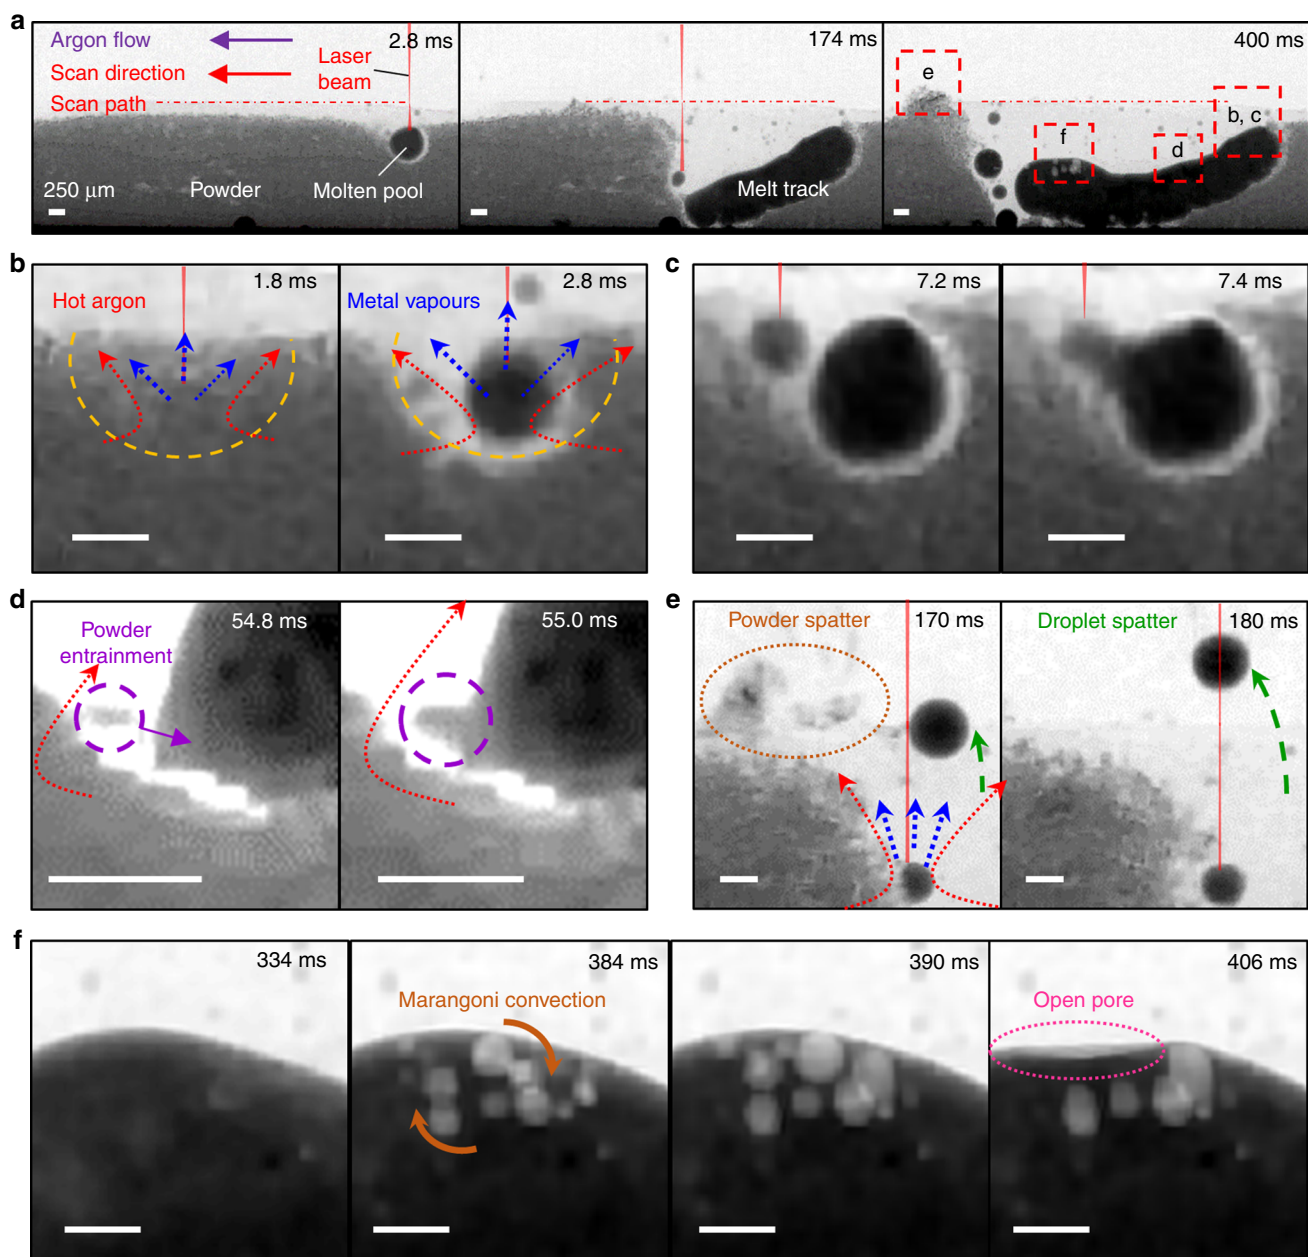 a
Argon flow
2.8 ms
174 ms
400 ms
Scan direction
Laser
beam
Scan path
e
b, c
f
d
250 μm
Powder
Molten pool
Melt track
b
Hot argon
1.8 ms
Metal vapours
2.8 ms
c
7.2 ms
7.4 ms
d
Powder
entrainment
54.8 ms
55.0 ms
e
Powder spatter
170 ms
Droplet spatter
180 ms
f
334 ms
384 ms
390 ms
406 ms
Marangoni convection
Open pore